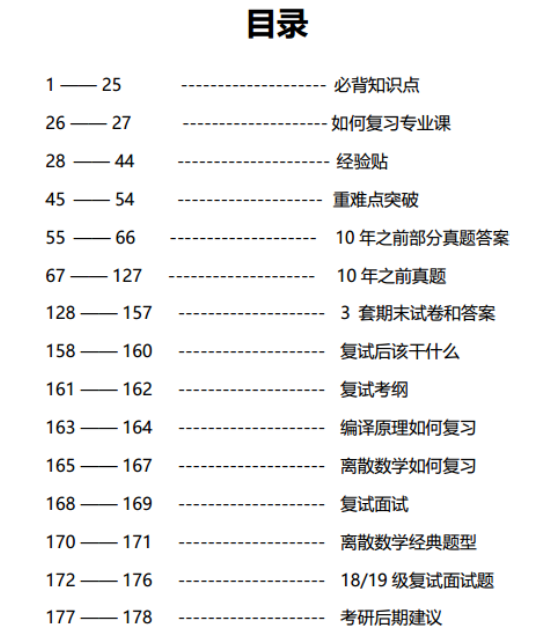 目录
1 —— 25 -------------------- 必背知识点
26 —— 27 -------------------- 如何复习专业课
28 —— 44 --------------------- 经验贴
45 —— 54 -------------------- 重难点突破
55 —— 66 -------------------- 10 年之前部分真题答案
67 —— 127 -------------------- 10 年之前真题
128 —— 157 -------------------- 3 套期末试卷和答案
158 —— 160 -------------------- 复试后该干什么
161 —— 162 -------------------- 复试考纲
163 —— 164 -------------------- 编译原理如何复习
165 —— 167 -------------------- 离散数学如何复习
168 —— 169 -------------------- 复试面试
170 —— 171 -------------------- 离散数学经典题型
172 —— 176 -------------------- 18/19 级复试面试题
177 —— 178 -------------------- 考研后期建议